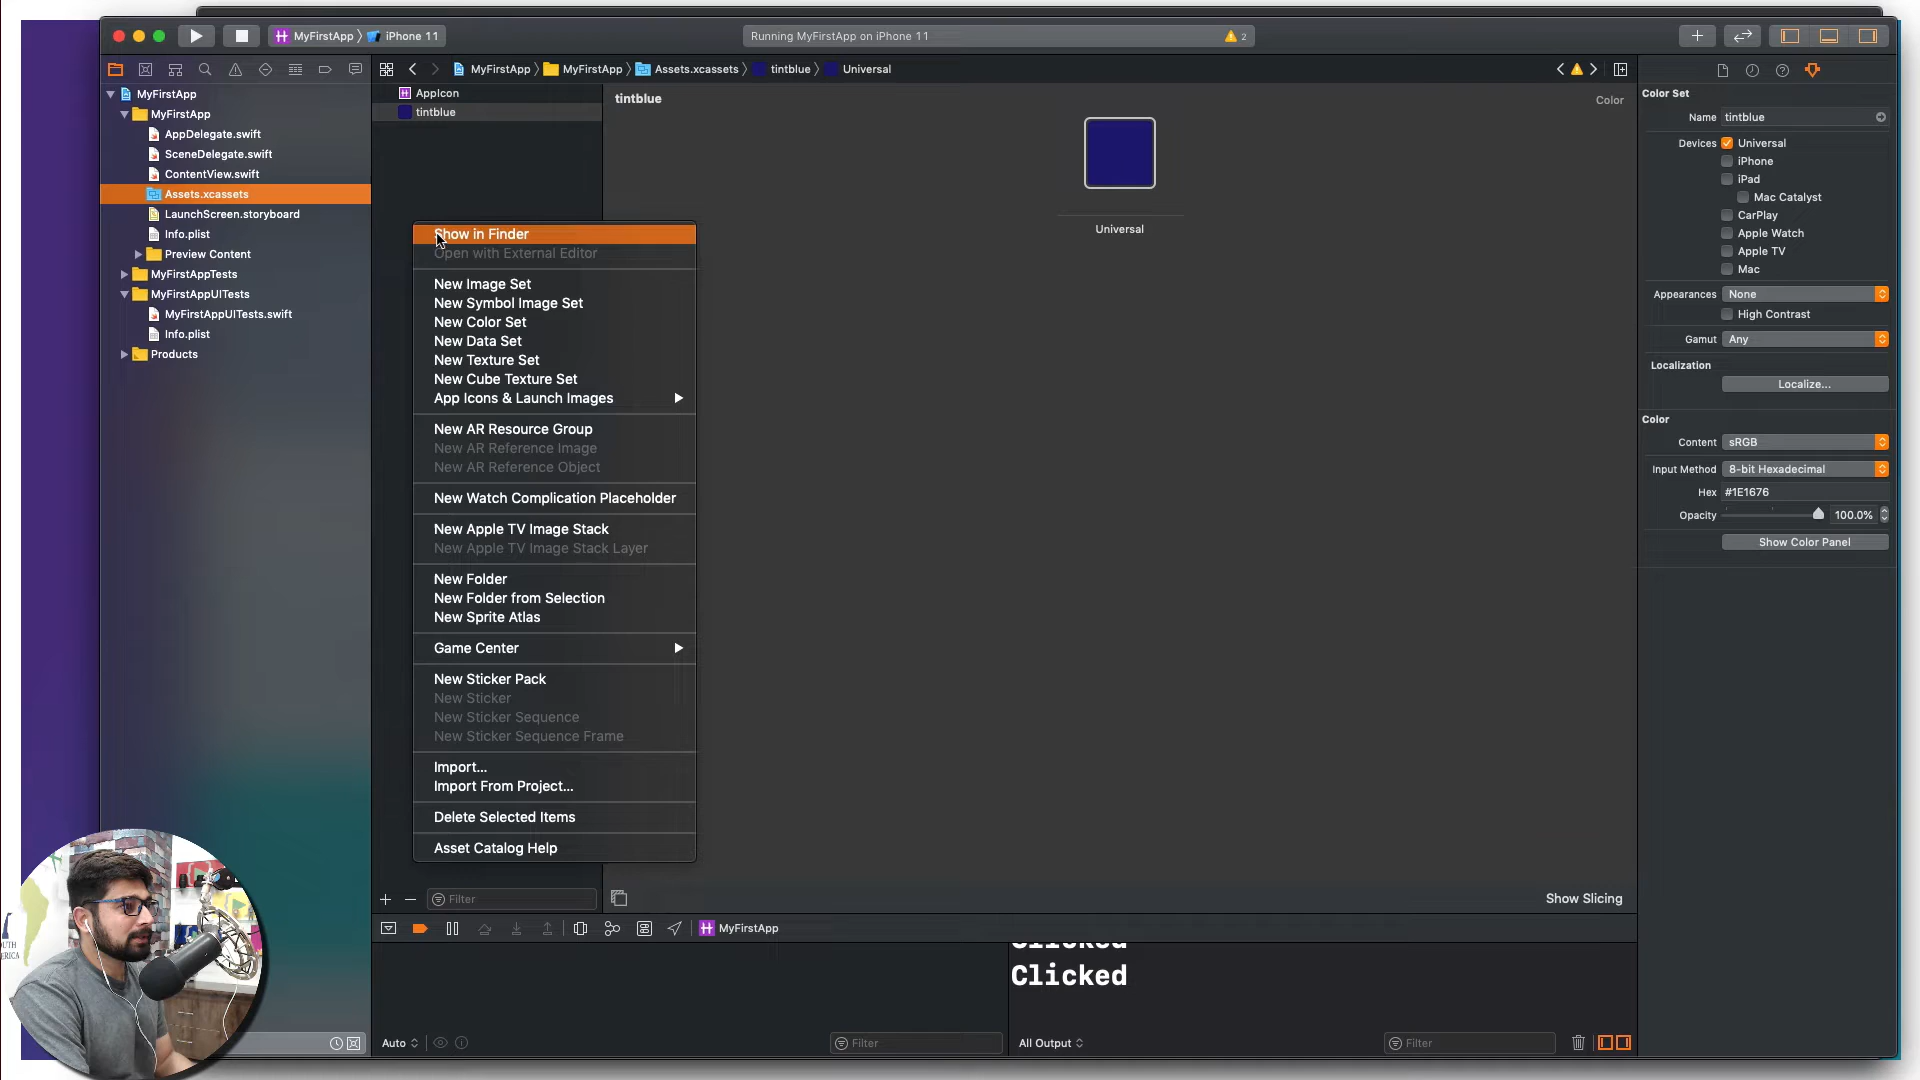 MyFirstApp
iPhone 11
Running MyFirstApp on iPhone 11
2
MyFirstApp
MyFirstApp
Assets.xcassets
tintblue
Universal
MyFirstApp
MyFirstApp
AppDelegate.swift
SceneDelegate.swift
ContentView.swift
Assets.xcassets
LaunchScreen.storyboard
Info.plist
Preview Content
MyFirstAppTests
MyFirstAppUITests
MyFirstAppUITests.swift
Info.plist
Products
AppIcon
tintblue
tintblue
Color
Universal
Show in Finder
Open with External Editor
New Image Set
New Symbol Image Set
New Color Set
New Data Set
New Texture Set
New Cube Texture Set
App Icons & Launch Images
New AR Resource Group
New AR Reference Image
New AR Reference Object
New Watch Complication Placeholder
New Apple TV Image Stack
New Apple TV Image Stack Layer
New Folder
New Folder from Selection
New Sprite Atlas
Game Center
New Sticker Pack
New Sticker
New Sticker Sequence
New Sticker Sequence Frame
Import...
Import From Project...
Delete Selected Items
Asset Catalog Help
Filter
Show Slicing
MyFirstApp
Clicked
Clicked
Auto
Filter
All Output
Filter
Color Set
Name tintblue
Devices Universal
iPhone
iPad
Mac Catalyst
CarPlay
Apple Watch
Apple TV
Mac
Appearances None
High Contrast
Gamut Any
Localization
Localize...
Color
Content sRGB
Input Method 8-bit Hexadecimal
Hex #1E1676
Opacity 100.0%
Show Color Panel